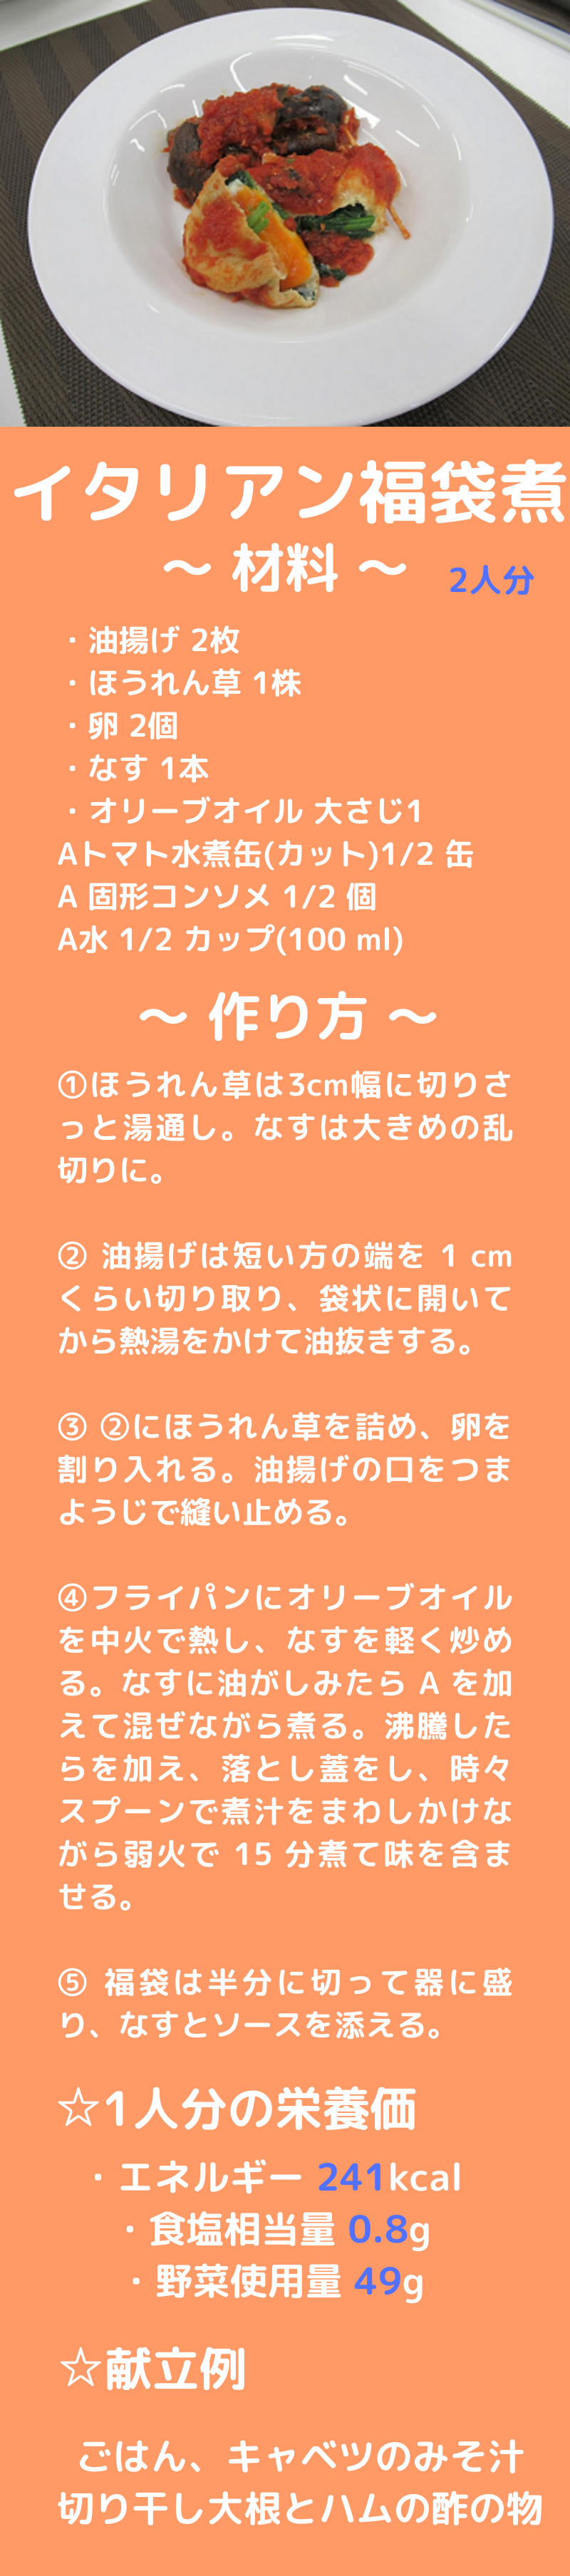 イタリアン福袋煮
～ 材料 ～ 2人分
・油揚げ 2枚
・ほうれん草 1株
・卵 2個
・なす 1本
・オリーブオイル 大さじ1
Aトマト水煮缶(カット)1/2 缶
A 固形コンソメ 1/2 個
A水 1/2 カップ(100 ml)
～ 作り方 ～
①ほうれん草は3cm幅に切りさ
っと湯通し。なすは大きめの乱
切りに。
② 油揚げは短い方の端を 1 cm
くらい切り取り、袋状に開いて
から熱湯をかけて油抜きする。
③ ②にほうれん草を詰め、卵を
割り入れる。油揚げの口をつま
ようじで縫い止める。
④フライパンにオリーブオイル
を中火で熱し、なすを軽く炒め
る。なすに油がしみたら A を加
えて混ぜながら煮る。沸騰した
らを加え、落とし蓋をし、時々
スプーンで煮汁をまわしかけな
がら弱火で 15 分煮て味を含ま
せる。
⑤ 福袋は半分に切って器に盛
り、なすとソースを添える。
☆1人分の栄養価
・エネルギー 241kcal
・食塩相当量 0.8g
・野菜使用量 49g
☆献立例
ごはん、キャベツのみそ汁
切り干し大根とハムの酢の物